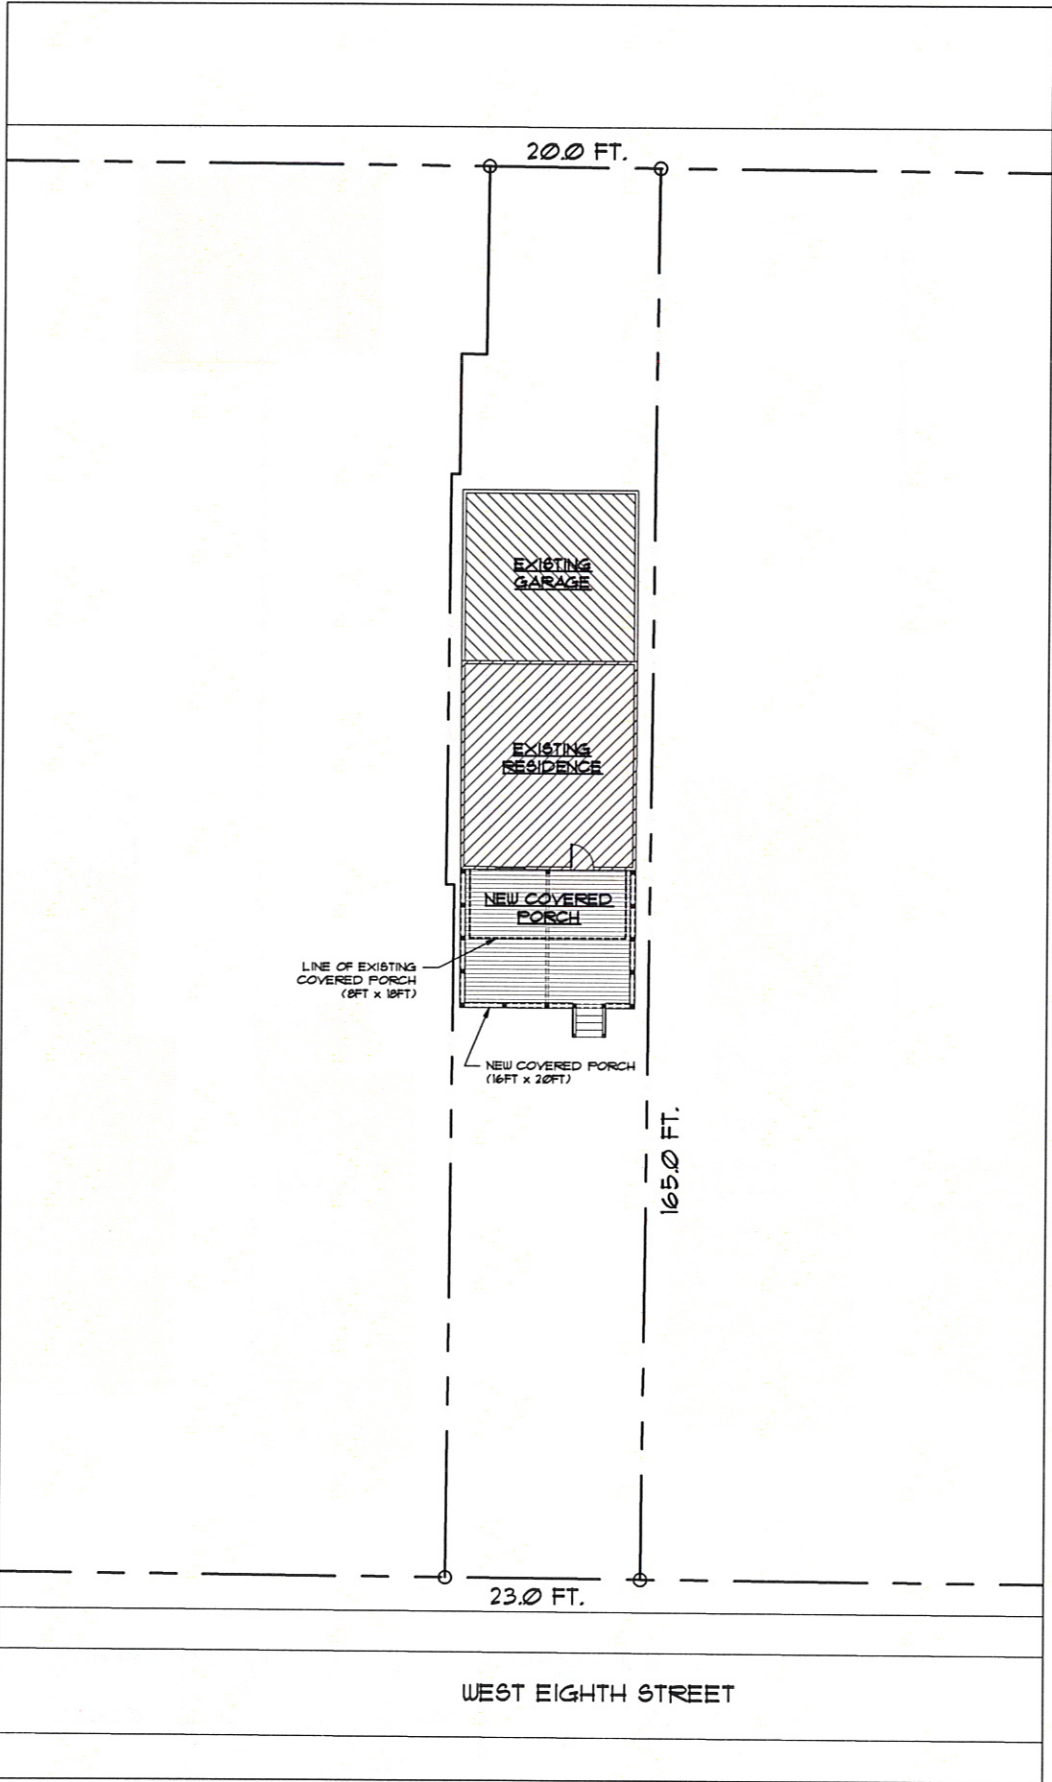 20.0 FT.
EXISTING
GARAGE
EXISTING
RESIDENCE
NEW COVERED
PORCH
LINE OF EXISTING
COVERED PORCH
(8FT x 18FT)
NEW COVERED PORCH
(16FT x 20FT)
165.0 FT.
23.0 FT.
WEST EIGHTH STREET